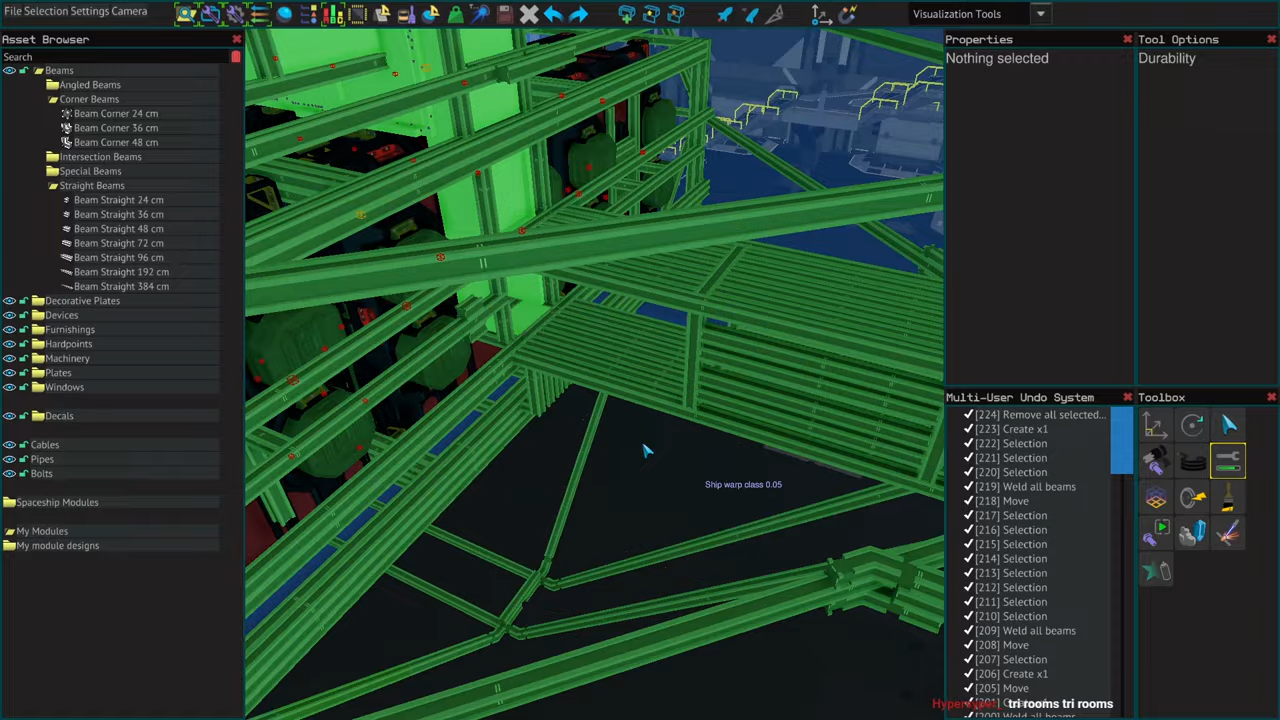 File Selection Settings Camera
Visualization Tools
Asset Browser
Search
Beams
Angled Beams
Corner Beams
Beam Corner 24 cm
Beam Corner 36 cm
Beam Corner 48 cm
Intersection Beams
Special Beams
Straight Beams
Beam Straight 24 cm
Beam Straight 36 cm
Beam Straight 48 cm
Beam Straight 72 cm
Beam Straight 96 cm
Beam Straight 192 cm
Beam Straight 384 cm
Decorative Plates
Devices
Furnishings
Hardpoints
Machinery
Plates
Windows
Decals
Cables
Pipes
Bolts
Spaceship Modules
My Modules
My module designs
Ship warp class 0.05
Properties
Nothing selected
Tool Options
Durability
Multi-User Undo System
[224] Remove all selected...
[223] Create x1
[222] Selection
[221] Selection
[220] Selection
[219] Weld all beams
[218] Move
[217] Selection
[216] Selection
[215] Selection
[214] Selection
[213] Selection
[212] Selection
[211] Selection
[210] Selection
[209] Weld all beams
[208] Move
[207] Selection
[206] Create x1
[205] Move
Toolbox
tri rooms tri rooms